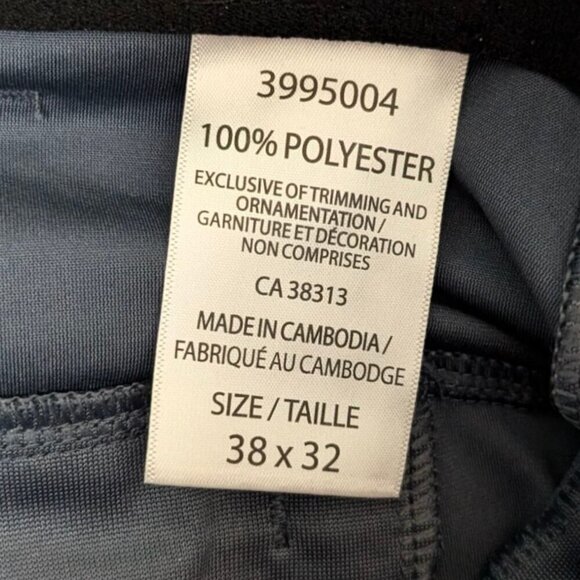 3995004
100% POLYESTER
EXCLUSIVE OF TRIMMING AND
ORNAMENTATION /
GARNITURE ET DÉCORATION
NON COMPRISES
CA 38313
MADE IN CAMBODIA /
FABRIQUÉ AU CAMBODGE
SIZE / TAILLE
38 x 32